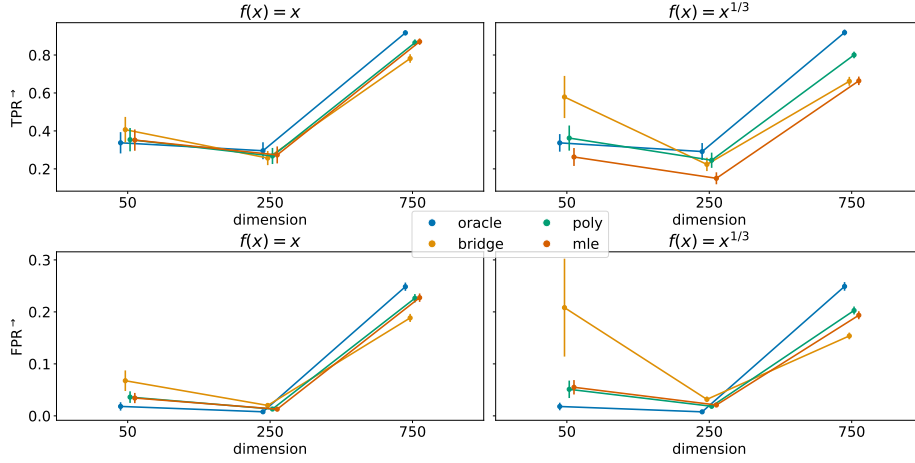 f(x) = x
f(x) = x^{1/3}
TPR→
0.8
0.6
0.4
0.2
50 250 750
50 250 750
dimension
dimension
oracle poly
bridge mle
f(x) = x
f(x) = x^{1/3}
FPR→
0.3
0.2
0.1
0.0
50 250 750
50 250 750
dimension
dimension